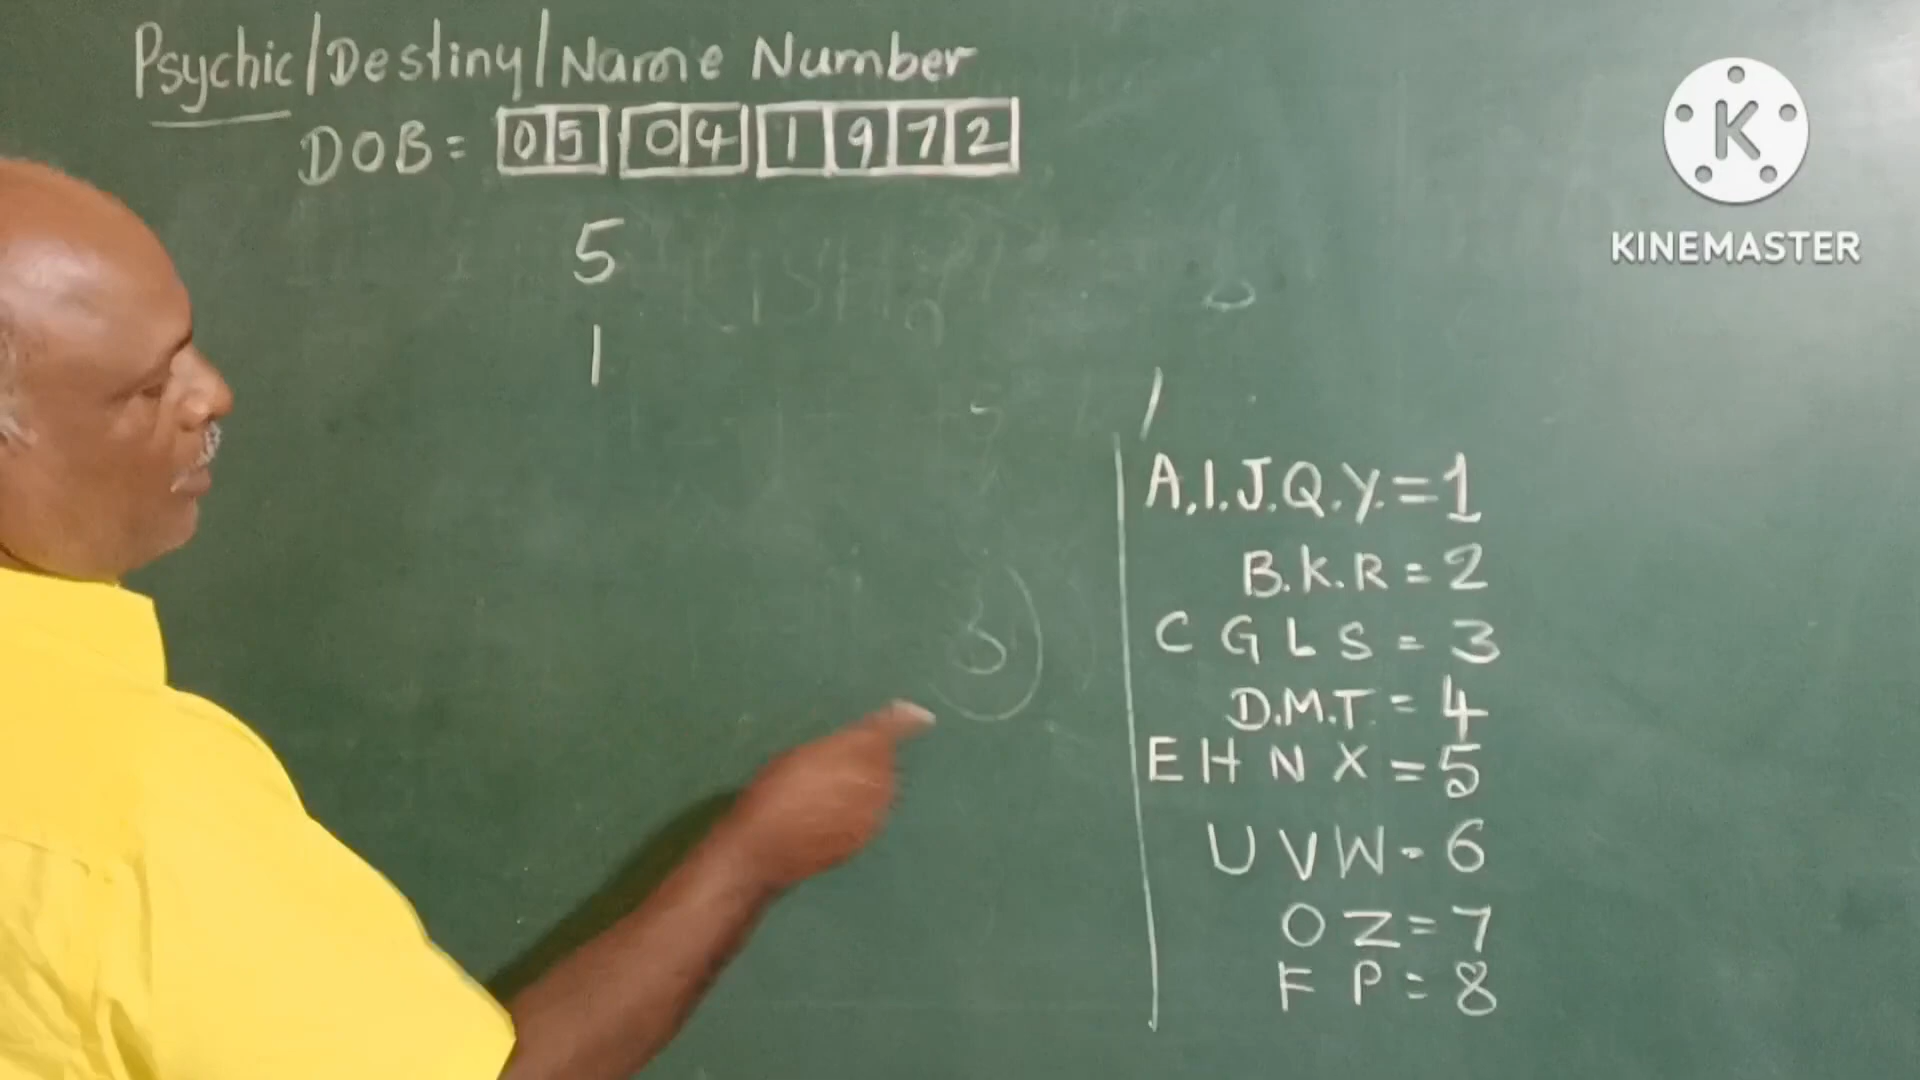 Psychic/Destiny/Name Number
DOB = 05 04 1972
5
1
A.I.J.Q.Y.=1
B.K.R=2
C G L S = 3
D.M.T.=4
E H N X =5
U V W - 6
O Z = 7
F P = 8
K
KINEMASTER